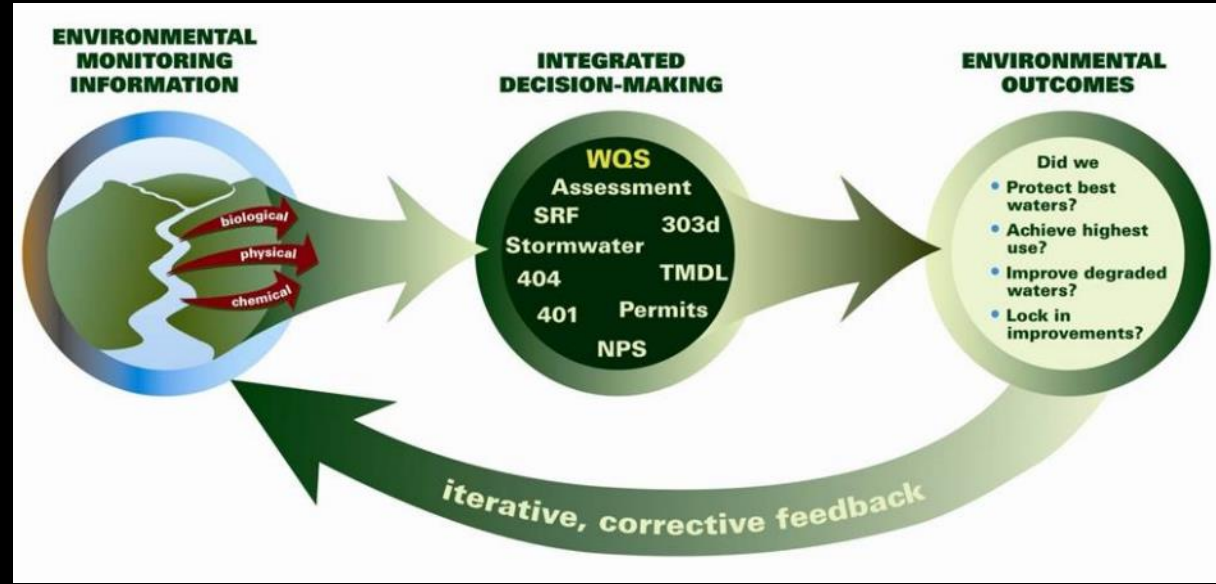 ENVIRONMENTAL
MONITORING
INFORMATION
biological
physical
chemical
INTEGRATED
DECISION-MAKING
WQS
Assessment
SRF
303d
Stormwater
404
TMDL
401
Permits
NPS
ENVIRONMENTAL
OUTCOMES
Did we
• Protect best
waters?
• Achieve highest
use?
• Improve degraded
waters?
• Lock in
improvements?
iterative, corrective feedback